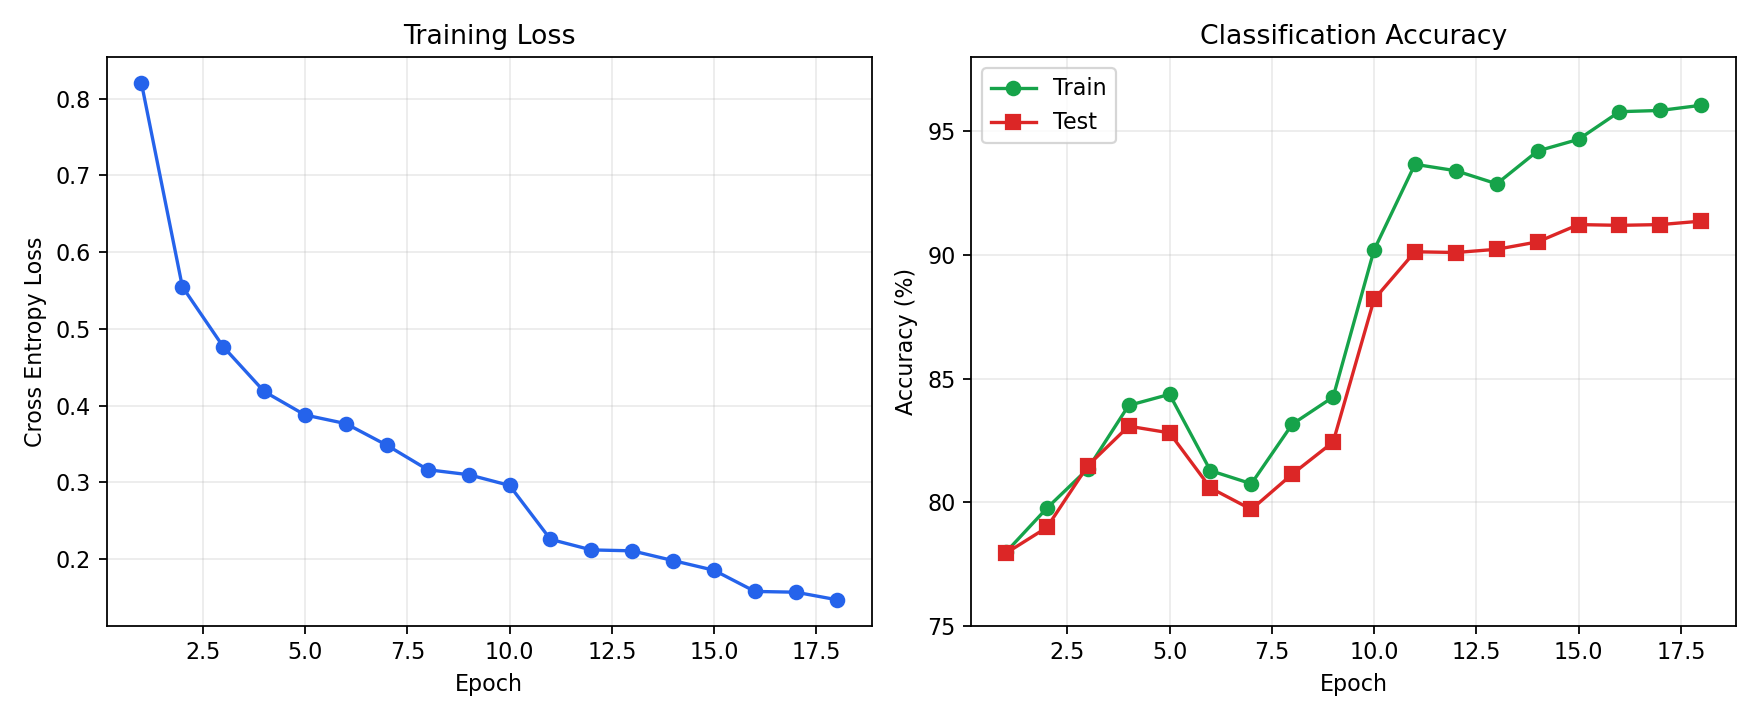 Training Loss
Cross Entropy Loss
0.8
0.7
0.6
0.5
0.4
0.3
0.2
2.5 5.0 7.5 10.0 12.5 15.0 17.5
Epoch
Classification Accuracy
Train
Test
Accuracy (%)
95
90
85
80
75
2.5 5.0 7.5 10.0 12.5 15.0 17.5
Epoch